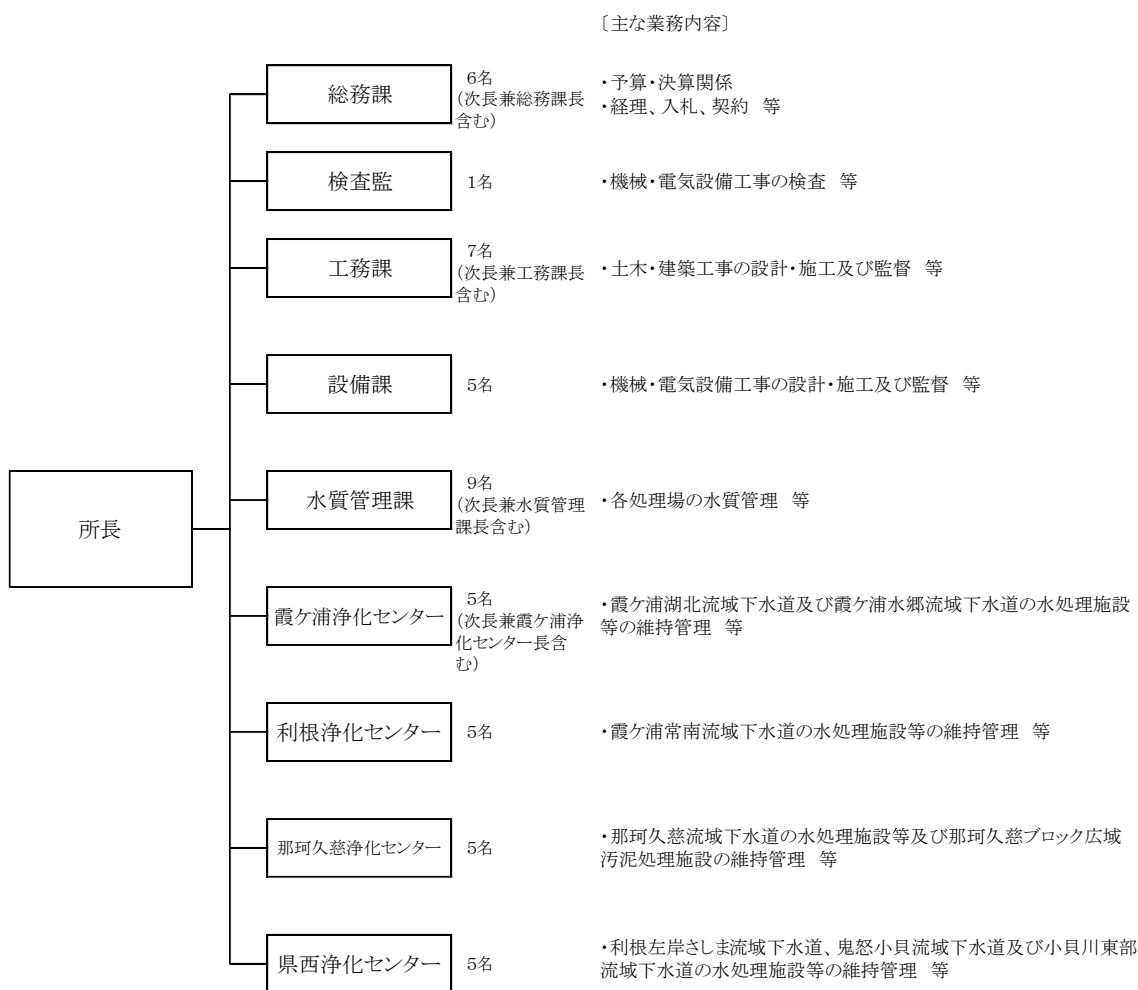 〔主な業務内容〕
総務課
6名
（次長兼総務課長
含む）
・予算・決算関係
・経理、入札、契約　等
検査監
1名
・機械・電気設備工事の検査　等
工務課
7名
（次長兼工務課長
含む）
・土木・建築工事の設計・施工及び監督　等
設備課
5名
・機械・電気設備工事の設計・施工及び監督　等
所長
水質管理課
9名
（次長兼水質管理
課長含む）
・各処理場の水質管理　等
霞ケ浦浄化センター
5名
（次長兼霞ケ浦浄
化センター長含
む）
・霞ケ浦湖北流域下水道及び霞ケ浦水郷流域下水道の水処理施設
等の維持管理　等
利根浄化センター
5名
・霞ケ浦常南流域下水道の水処理施設等の維持管理　等
那珂久慈浄化センター
5名
・那珂久慈流域下水道の水処理施設等及び那珂久慈ブロック広域
汚泥処理施設の維持管理　等
県西浄化センター
5名
・利根左岸さしま流域下水道、鬼怒小貝流域下水道及び小貝川東部
流域下水道の水処理施設等の維持管理　等